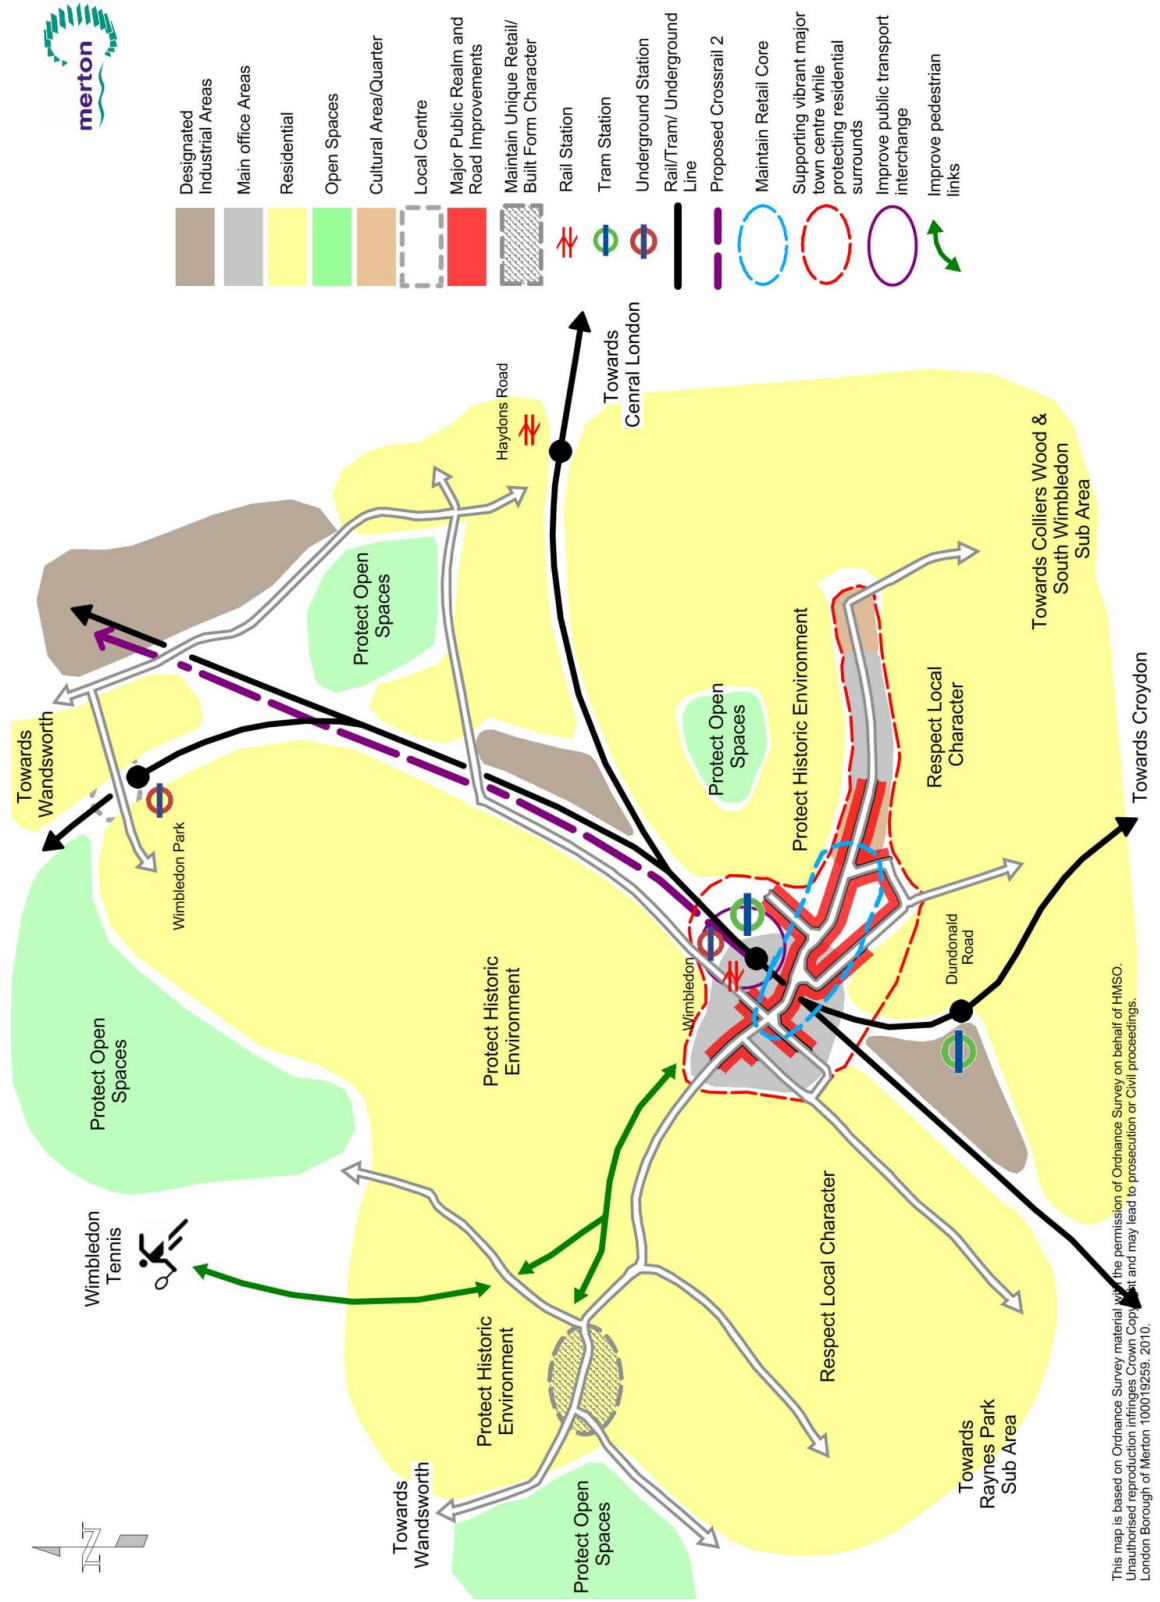 merton
Designated
Industrial Areas
Main office Areas
Residential
Open Spaces
Cultural Area/Quarter
Local Centre
Major Public Realm and
Road Improvements
Maintain Unique Retail/
Built Form Character
Rail Station
Tram Station
Underground Station
Rail/Tram/ Underground
Line
Proposed Crossrail 2
Maintain Retail Core
Supporting vibrant major
town centre while
protecting residential
surrounds
Improve public transport
interchange
Improve pedestrian
links
N
Wimbledon
Tennis
Towards
Wandsworth
Protect Open
Spaces
Wimbledon Park
Towards
Wandsworth
Protect Open
Spaces
Haydons Road
Towards
Cenral London
Protect Historic
Environment
Protect Historic
Environment
Protect Open
Spaces
Wimbledon
Protect Open
Spaces
Protect Historic Environment
Respect Local Character
Respect Local
Character
Dundonald
Road
Towards
Raynes Park
Sub Area
Towards Croydon
Towards Colliers Wood &
South Wimbledon
Sub Area
This map is based on Ordnance Survey material with the permission of Ordnance Survey on behalf of HMSO.
Unauthorised reproduction infringes Crown Copyright and may lead to prosecution or Civil proceedings.
London Borough of Merton 100019259. 2010.